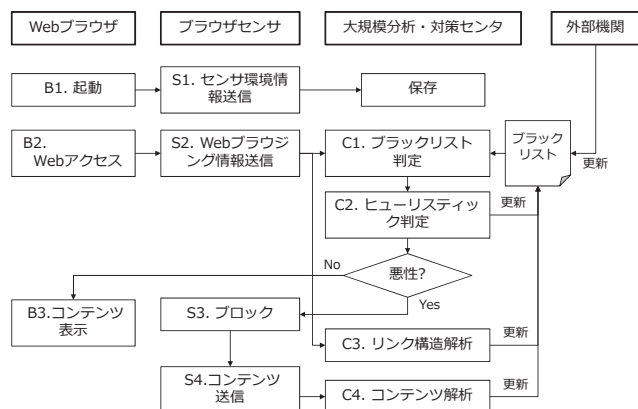 Webブラウザ
ブラウザセンサ
大規模分析・対策センタ
外部機関
B1. 起動
S1. センサ環境情
報送信
保存
B2.
Webアクセス
S2. Webブラウジ
ング情報送信
C1. ブラックリスト
判定
ブラック
リスト
更新
C2. ヒューリスティッ
ク判定
更新
悪性?
No
Yes
B3.コンテンツ
表示
S3. ブロック
C3. リンク構造解析
更新
S4.コンテンツ
送信
C4. コンテンツ解析
更新